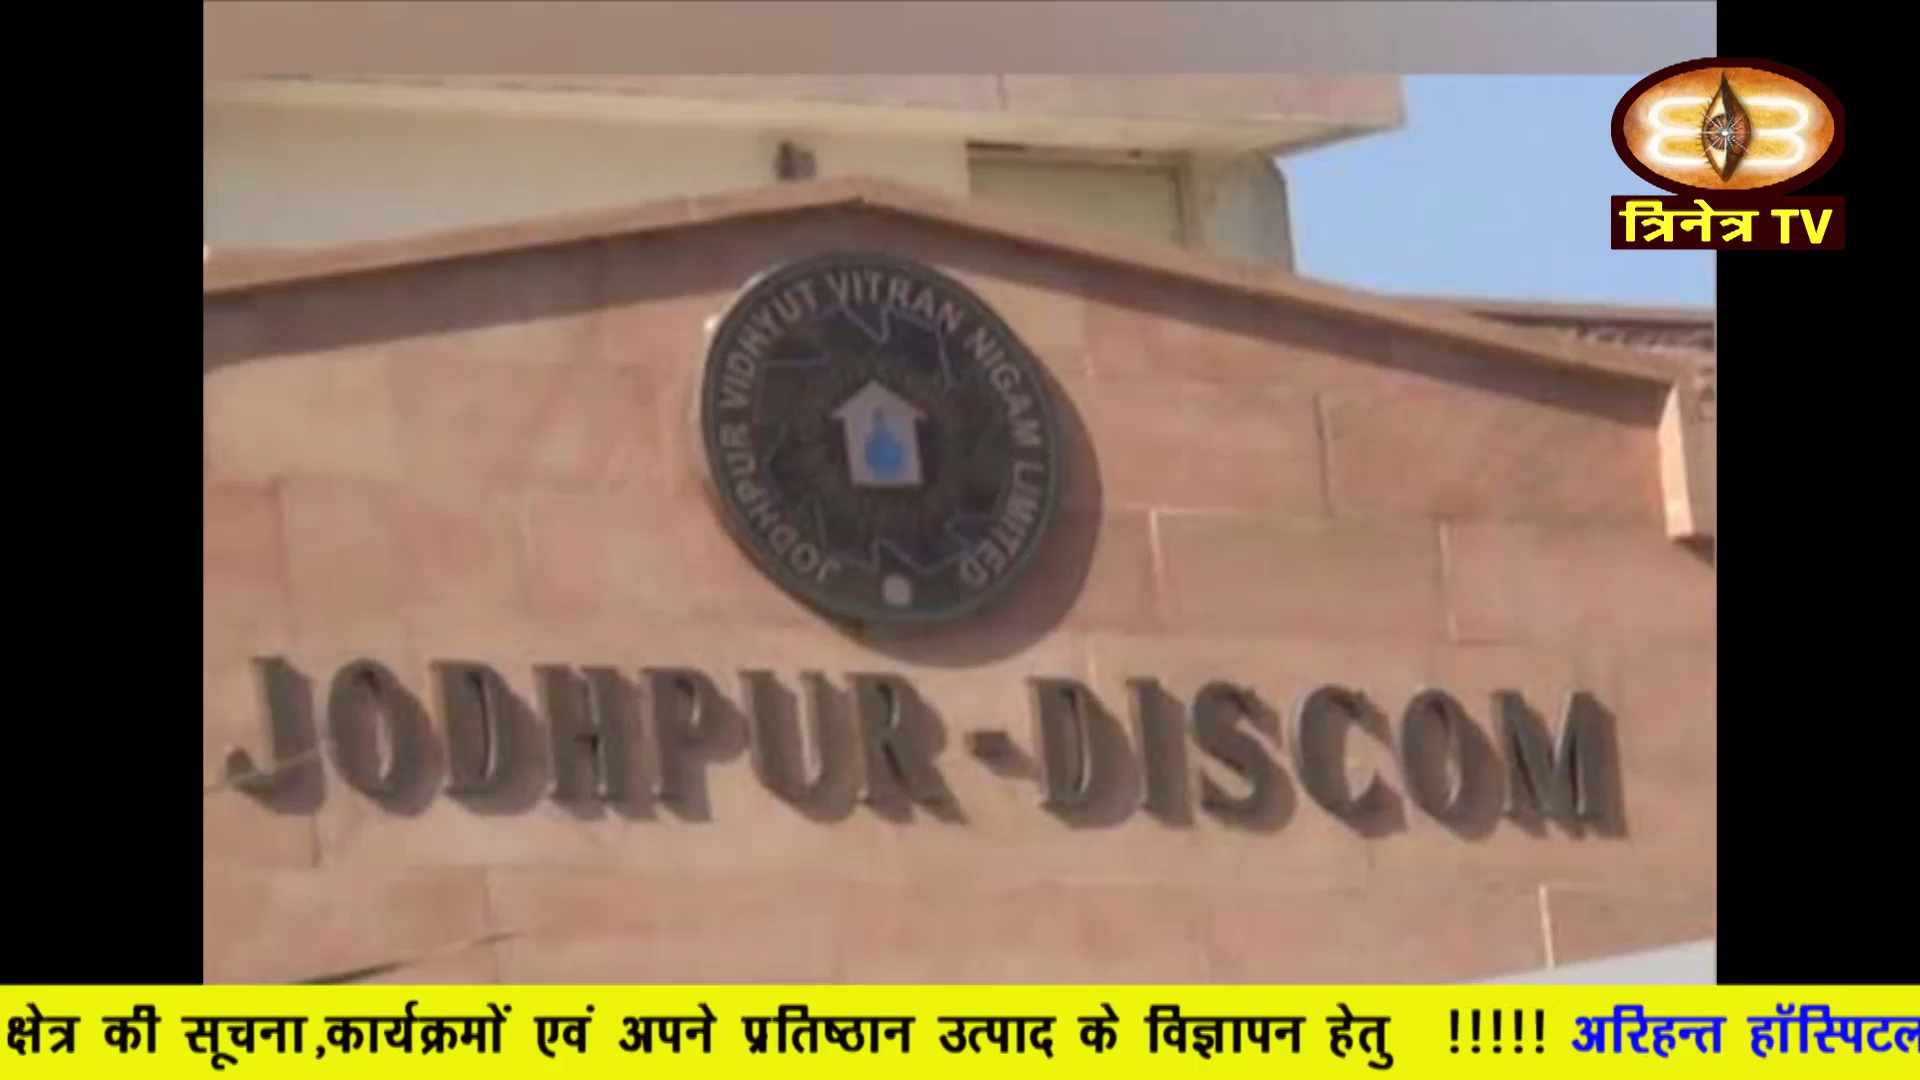 त्रिनेत्र TV
JODHPUR VIDHYUT VITRAN NIGAM LIMITED
JODHPUR-DISCOM
क्षेत्र की सूचना,कार्यक्रमों एवं अपने प्रतिष्ठान उत्पाद के विज्ञापन हेतु !!!!! अरिहन्त हॉस्पिटल